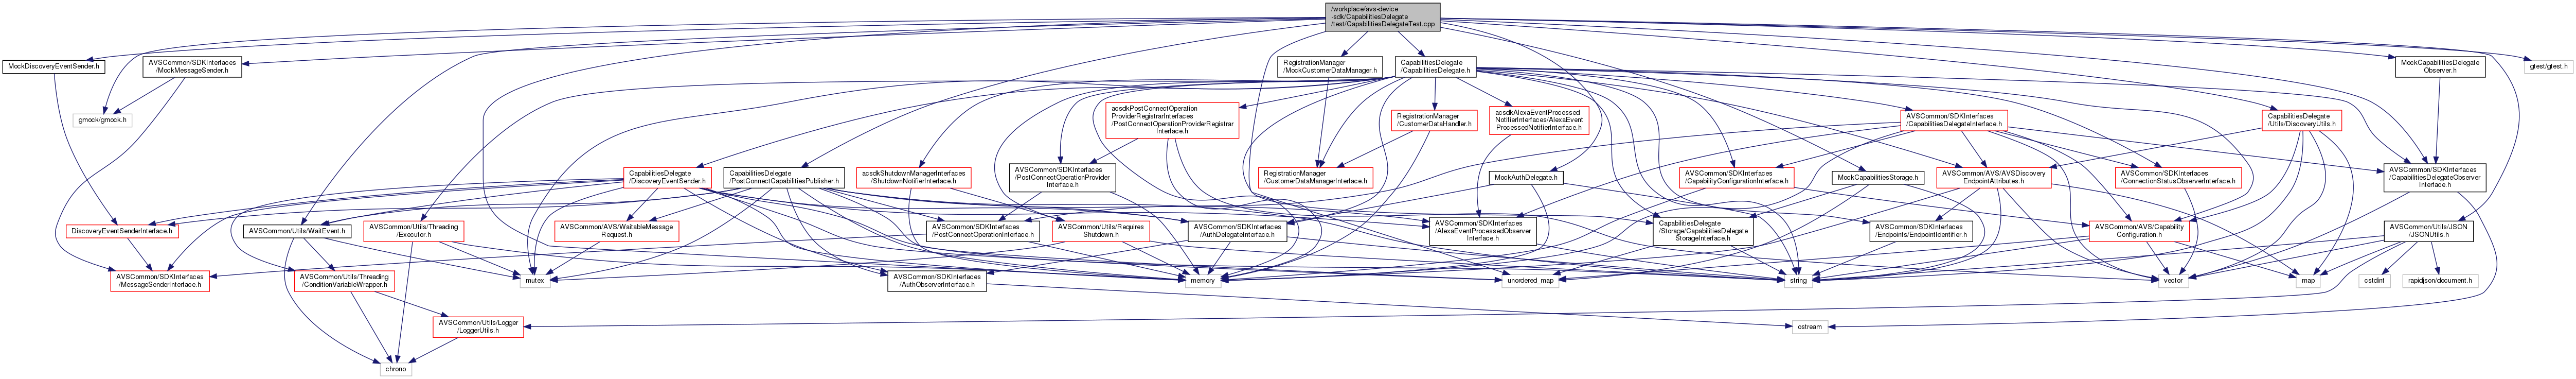 /workplace/avs-device
-sdk/CapabilitiesDelegate
/test/CapabilitiesDelegateTest.cpp
MockDiscoveryEventSender.h
AVSCommon/SDKInterfaces
/MockMessageSender.h
RegistrationManager
/MockCustomerDataManager.h
CapabilitiesDelegate
/CapabilitiesDelegate.h
MockCapabilitiesDelegate
Observer.h
gtest/gtest.h
gmock/gmock.h
acsdkPostConnectOperation
ProviderRegistrarInterfaces
/PostConnectOperationProviderRegistrar
Interface.h
RegistrationManager
/CustomerDataHandler.h
acsdkAlexaEventProcessed
NotifierInterfaces/AlexaEvent
ProcessedNotifierInterface.h
AVSCommon/SDKInterfaces
/CapabilitiesDelegateInterface.h
CapabilitiesDelegate
/Utils/DiscoveryUtils.h
CapabilitiesDelegate
/DiscoveryEventSender.h
CapabilitiesDelegate
/PostConnectCapabilitiesPublisher.h
acsdkShutdownManagerInterfaces
/ShutdownNotifierInterface.h
AVSCommon/SDKInterfaces
/PostConnectOperationProvider
Interface.h
RegistrationManager
/CustomerDataManagerInterface.h
MockAuthDelegate.h
AVSCommon/SDKInterfaces
/CapabilityConfigurationInterface.h
MockCapabilitiesStorage.h
AVSCommon/AVS/AVSDiscovery
EndpointAttributes.h
AVSCommon/SDKInterfaces
/ConnectionStatusObserverInterface.h
AVSCommon/SDKInterfaces
/CapabilitiesDelegateObserver
Interface.h
DiscoveryEventSenderInterface.h
AVSCommon/Utils/WaitEvent.h
AVSCommon/Utils/Threading
/Executor.h
AVSCommon/AVS/WaitableMessage
Request.h
AVSCommon/SDKInterfaces
/PostConnectOperationInterface.h
AVSCommon/Utils/Requires
Shutdown.h
AVSCommon/SDKInterfaces
/AuthDelegateInterface.h
AVSCommon/SDKInterfaces
/AlexaEventProcessedObserver
Interface.h
CapabilitiesDelegate
/Storage/CapabilitiesDelegate
StorageInterface.h
AVSCommon/SDKInterfaces
/Endpoints/EndpointIdentifier.h
AVSCommon/AVS/Capability
Configuration.h
AVSCommon/Utils/JSON
/JSONUtils.h
AVSCommon/SDKInterfaces
/MessageSenderInterface.h
AVSCommon/Utils/Threading
/ConditionVariableWrapper.h
mutex
AVSCommon/SDKInterfaces
/AuthObserverInterface.h
memory
unordered_map
string
vector
map
cstdint
rapidjson/document.h
AVSCommon/Utils/Logger
/LoggerUtils.h
ostream
chrono